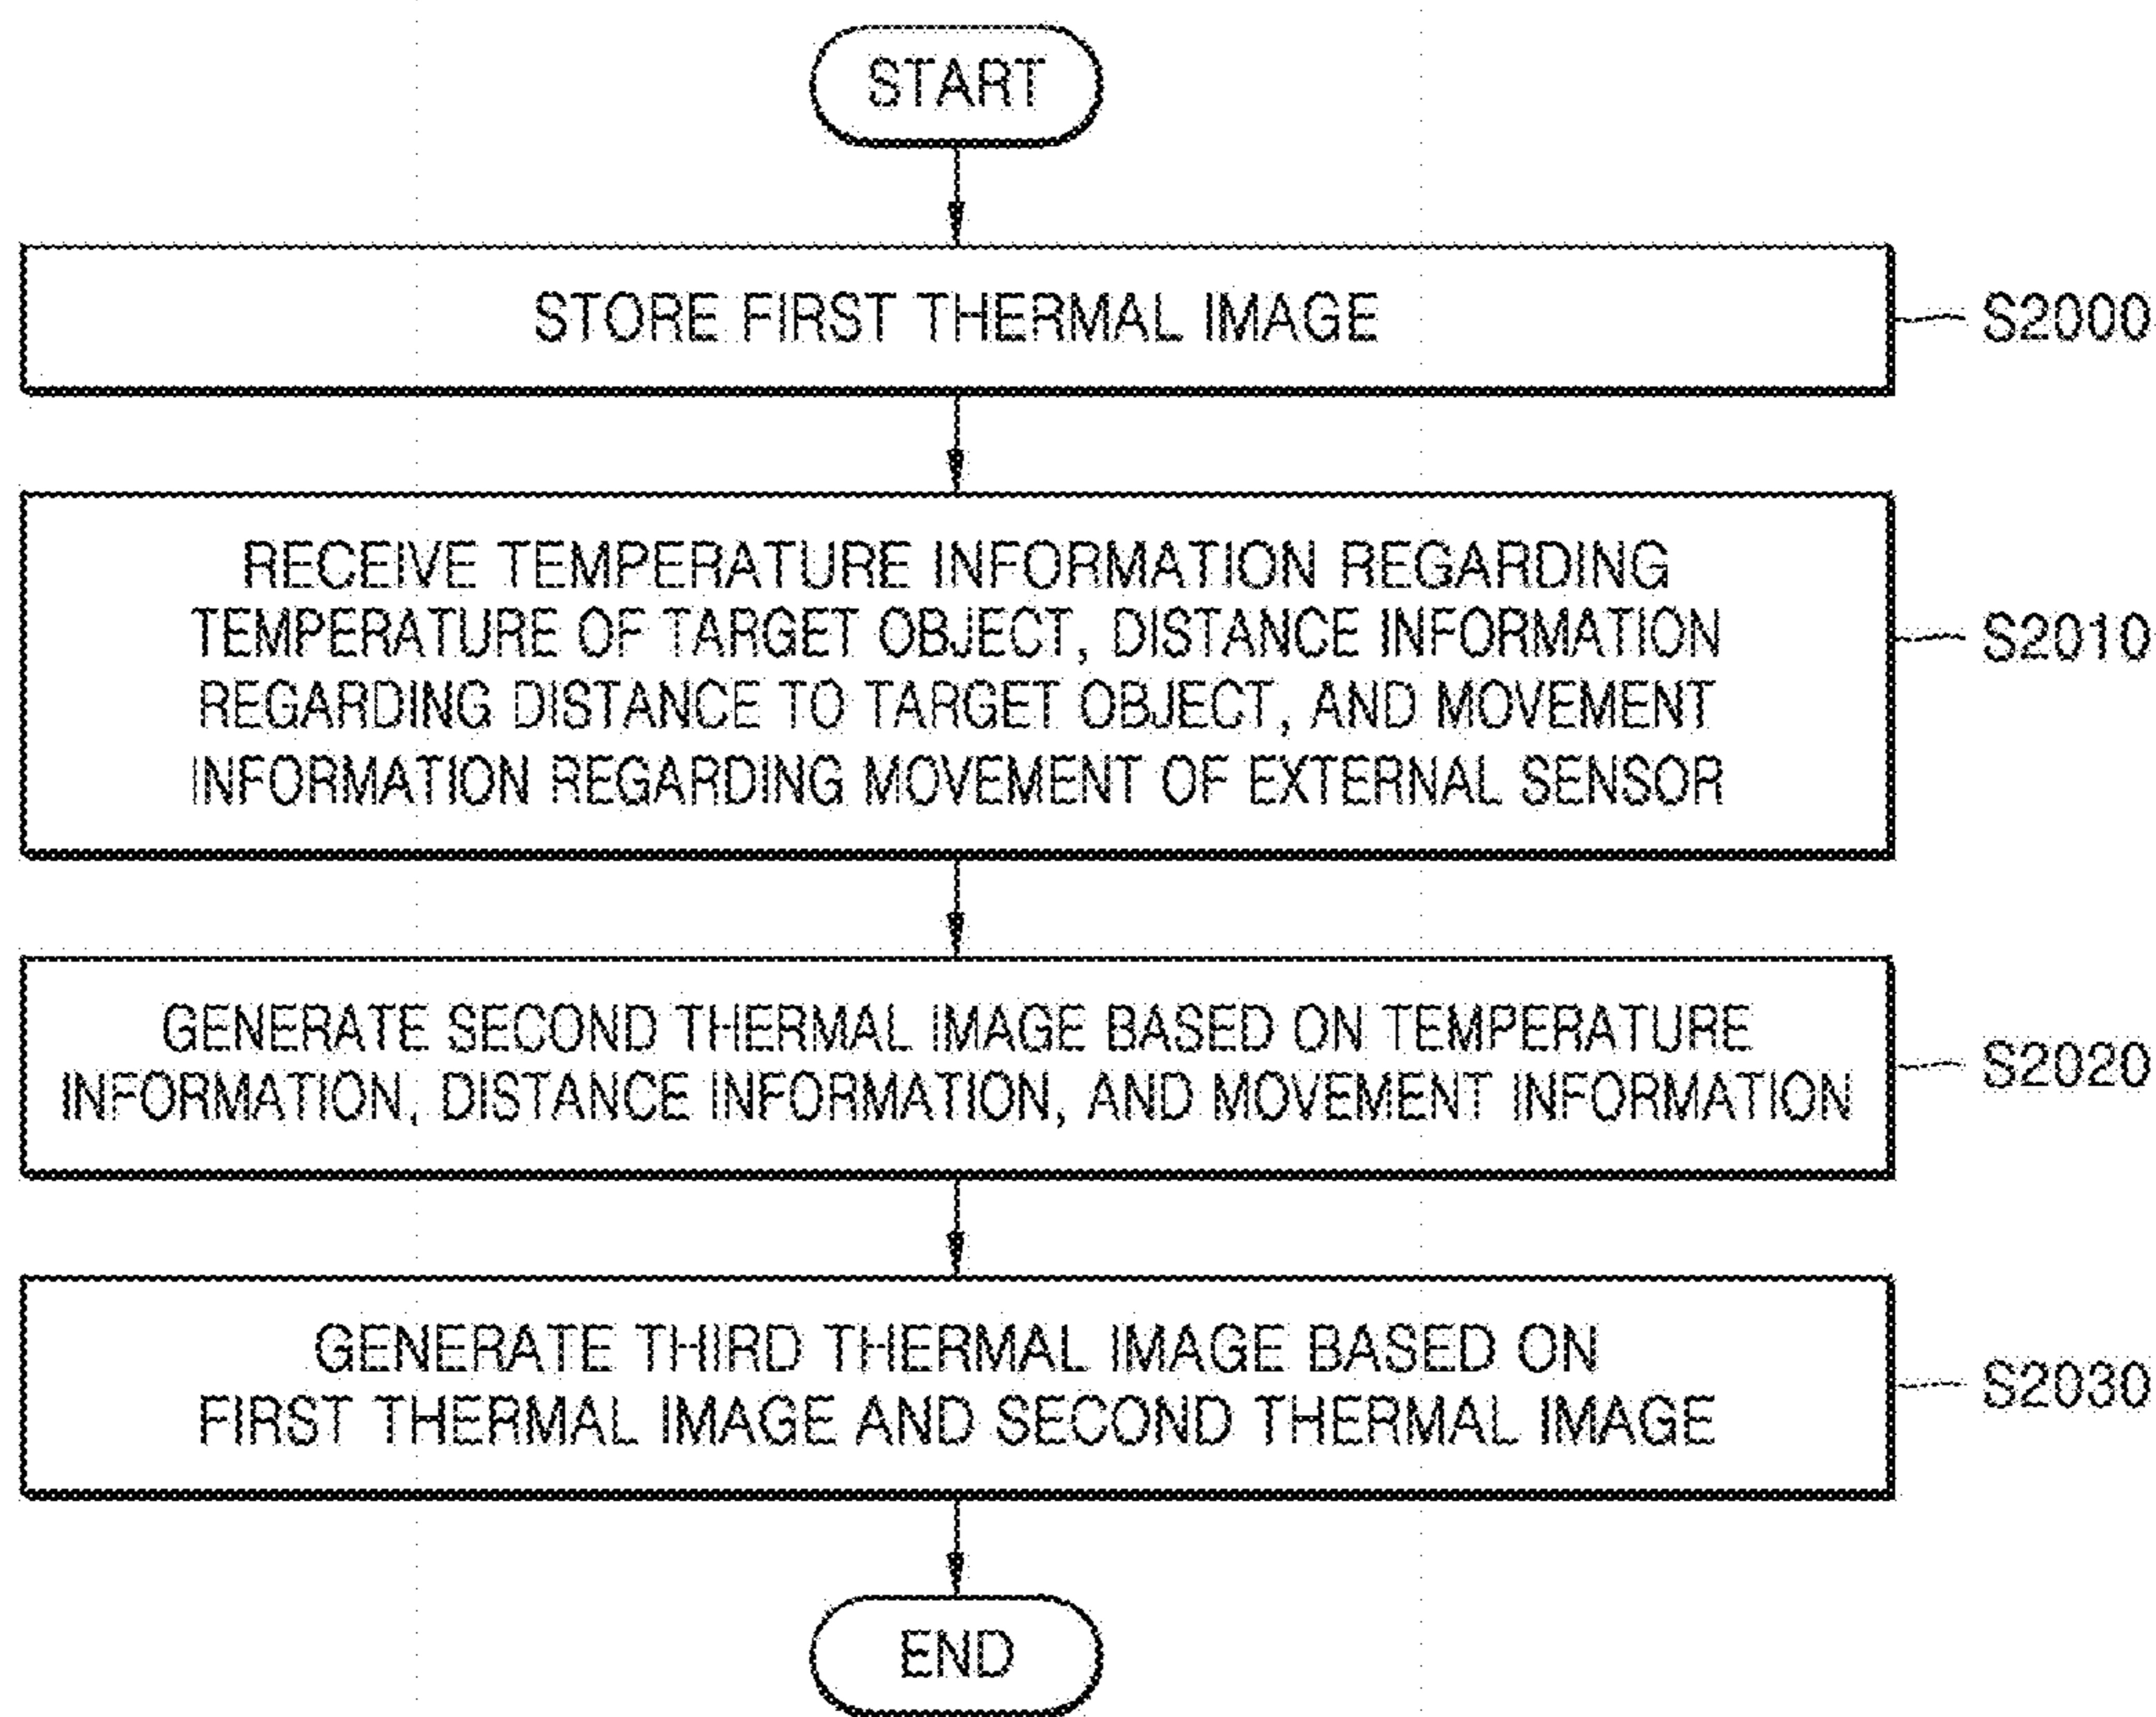 START
STORE FIRST THERMAL IMAGE
S2000
RECEIVE TEMPERATURE INFORMATION REGARDING
TEMPERATURE OF TARGET OBJECT, DISTANCE INFORMATION
REGARDING DISTANCE TO TARGET OBJECT, AND MOVEMENT
INFORMATION REGARDING MOVEMENT OF EXTERNAL SENSOR
S2010
GENERATE SECOND THERMAL IMAGE BASED ON TEMPERATURE
INFORMATION, DISTANCE INFORMATION, AND MOVEMENT INFORMATION
S2020
GENERATE THIRD THERMAL IMAGE BASED ON
FIRST THERMAL IMAGE AND SECOND THERMAL IMAGE
S2030
END